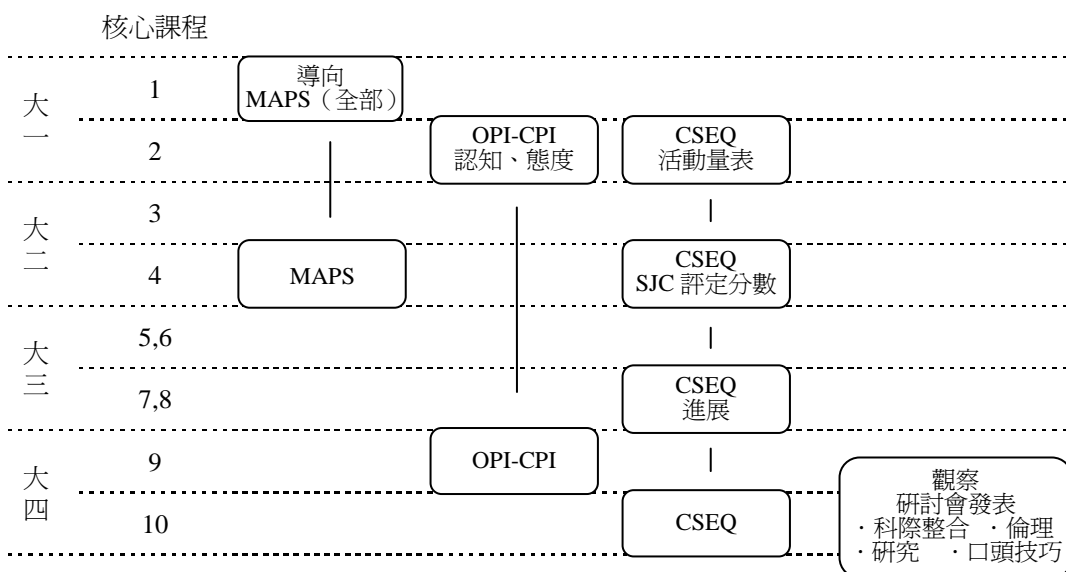 核心課程
大一
1
導向
MAPS（全部）
2
OPI-CPI
認知、態度
CSEQ
活動量表
大二
3
4
MAPS
CSEQ
SJC 評定分數
大三
5,6
7,8
CSEQ
進展
大四
9
OPI-CPI
10
CSEQ
觀察
研討會發表
·科際整合 ·倫理
·研究 ·口頭技巧